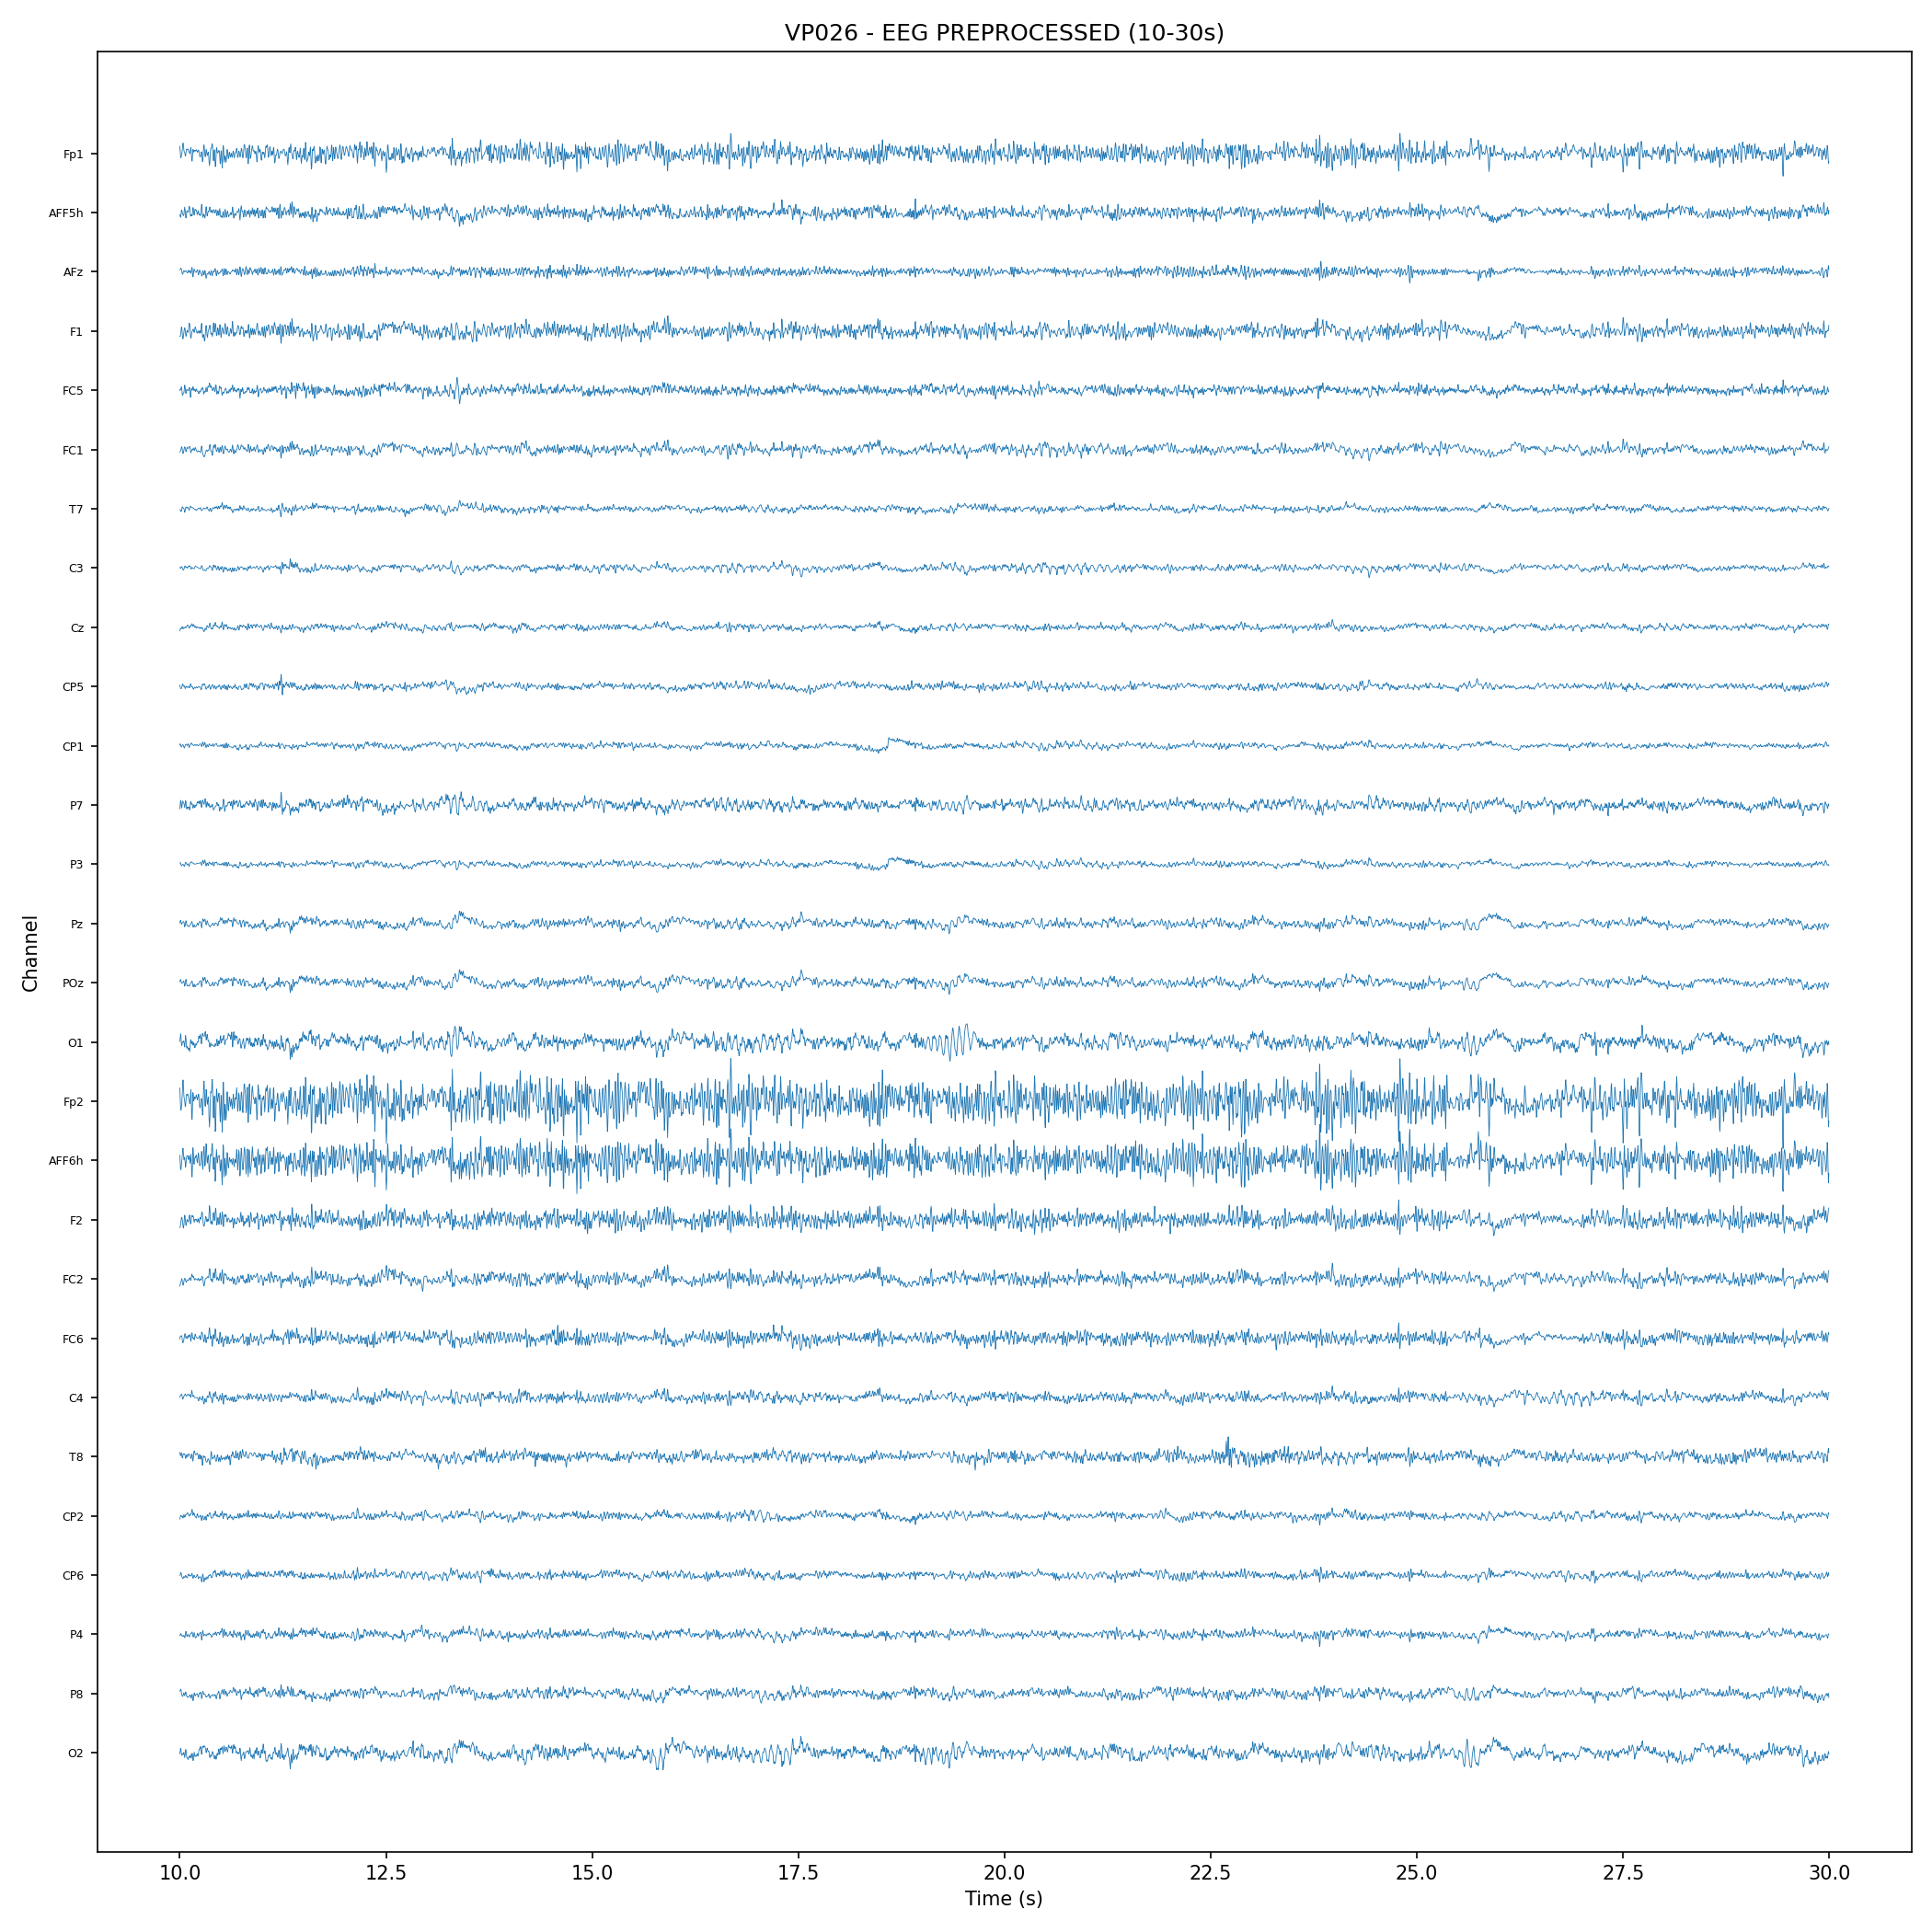 VP026 - EEG PREPROCESSED (10-30s)
Fp1
AFF5h
AFz
F1
FC5
FC1
T7
C3
Cz
CP5
CP1
P7
P3
Pz
POz
O1
Fp2
AFF6h
F2
FC2
FC6
C4
T8
CP2
CP6
P4
P8
O2
Channel
10.0 12.5 15.0 17.5 20.0 22.5 25.0 27.5 30.0
Time (s)